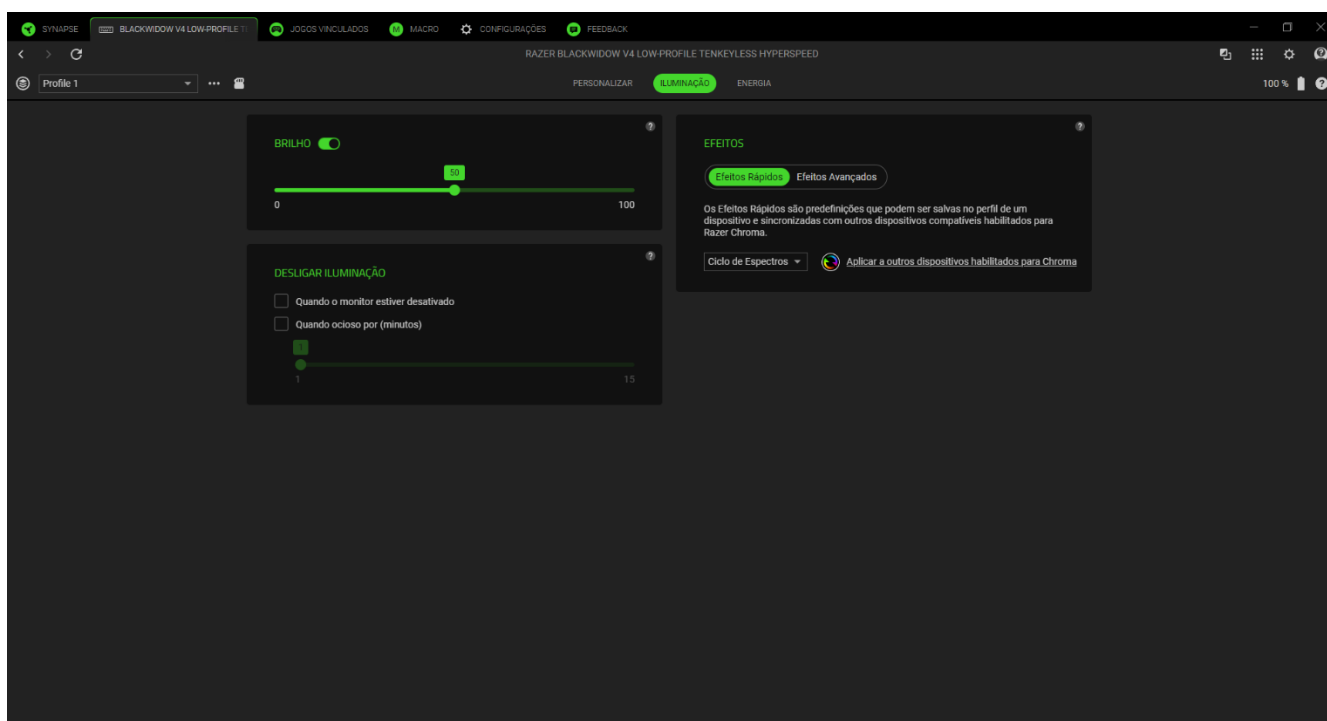 SYNAPSE
BLACKWIDOW V4 LOW-PROFILE
JOGOS VINCULADOS
M
MACRO
CONFIGURAÇÕES
FEEDBACK
RAZER BLACKWIDOW V4 LOW-PROFILE TENKEYLESS HYPERSPEED
Profile 1
PERSONALIZAR
ILUMINAÇÃO
ENERGIA
100 %
?
BRILHO
?
50
0
100
DESLIGAR ILUMINAÇÃO
?
Quando o monitor estiver desativado
Quando ocioso por (minutos)
1
1
15
EFEITOS
?
Efeitos Rápidos
Efeitos Avançados
Os Efeitos Rápidos são predefinições que podem ser salvas no perfil de um
dispositivo e sincronizadas com outros dispositivos compatíveis habilitados para
Razer Chroma.
Ciclo de Espectros
Aplicar a outros dispositivos habilitados para Chroma